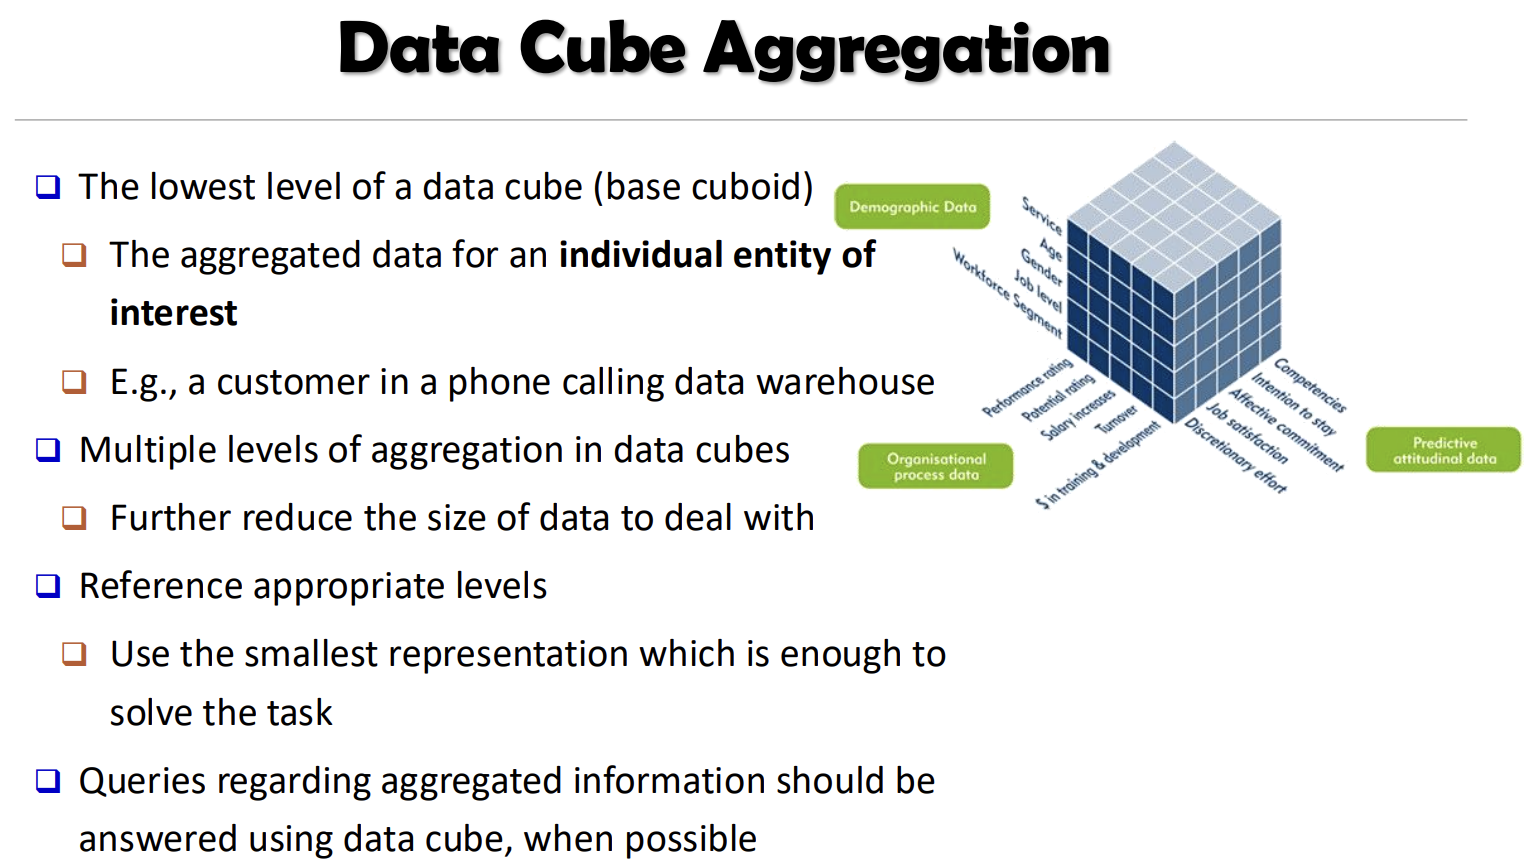 Data Cube Aggregation
The lowest level of a data cube (base cuboid)
The aggregated data for an individual entity of
interest
E.g., a customer in a phone calling data warehouse
Multiple levels of aggregation in data cubes
Further reduce the size of data to deal with
Reference appropriate levels
Use the smallest representation which is enough to
solve the task
Queries regarding aggregated information should be
answered using data cube, when possible
Demographic Data
Service
Age
Gender
Job level
Workforce Segment
Performance rating
Potential rating
Salary increases
Turnover
$ in training & development
Organisational
process data
Competencies
Intention to stay
Affective commitment
Job satisfaction
Discretionary effort
Predictive
attitudinal data